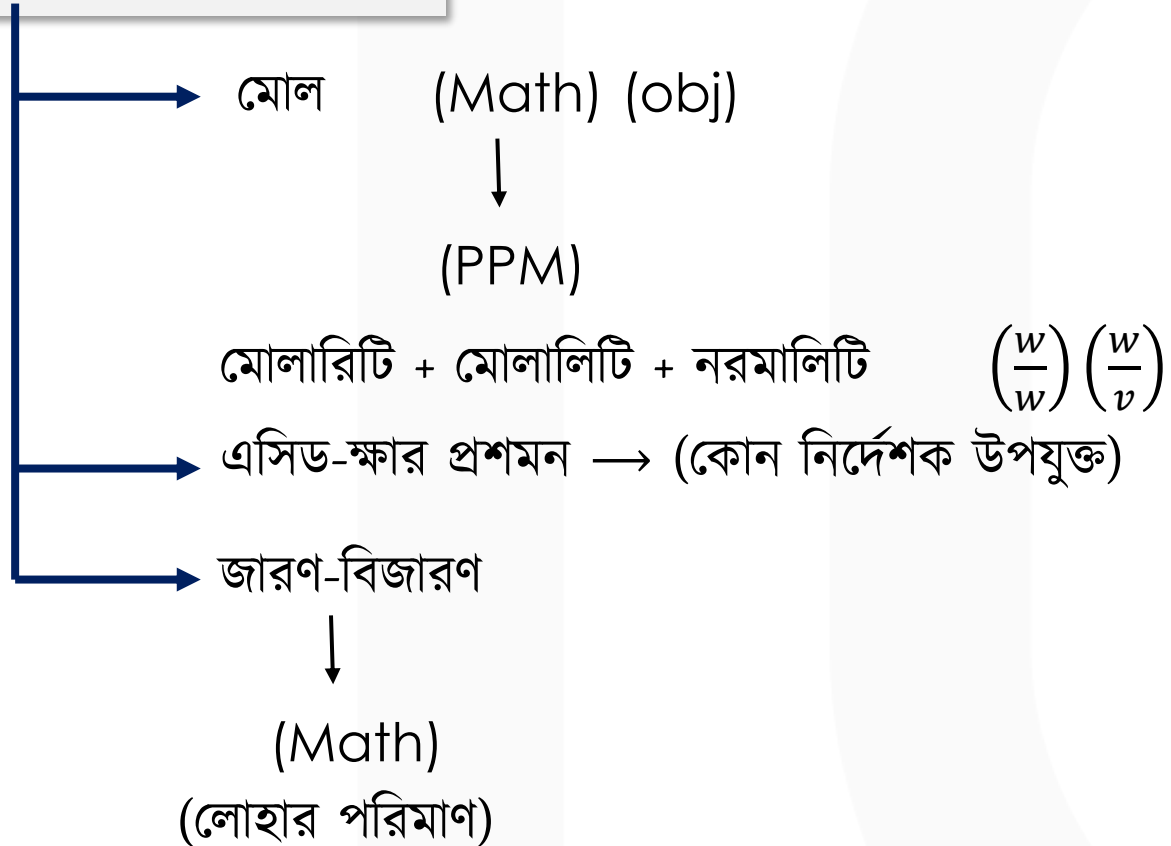 মোল (Math) (obj)
(PPM)
মোলারিটি + মোলালিটি + নরমালিটি (w/w) (w/v)
এসিড-ক্ষার প্রশমন → (কোন নির্দেশক উপযুক্ত)
জারণ-বিজারণ
(Math)
(লোহার পরিমাণ)